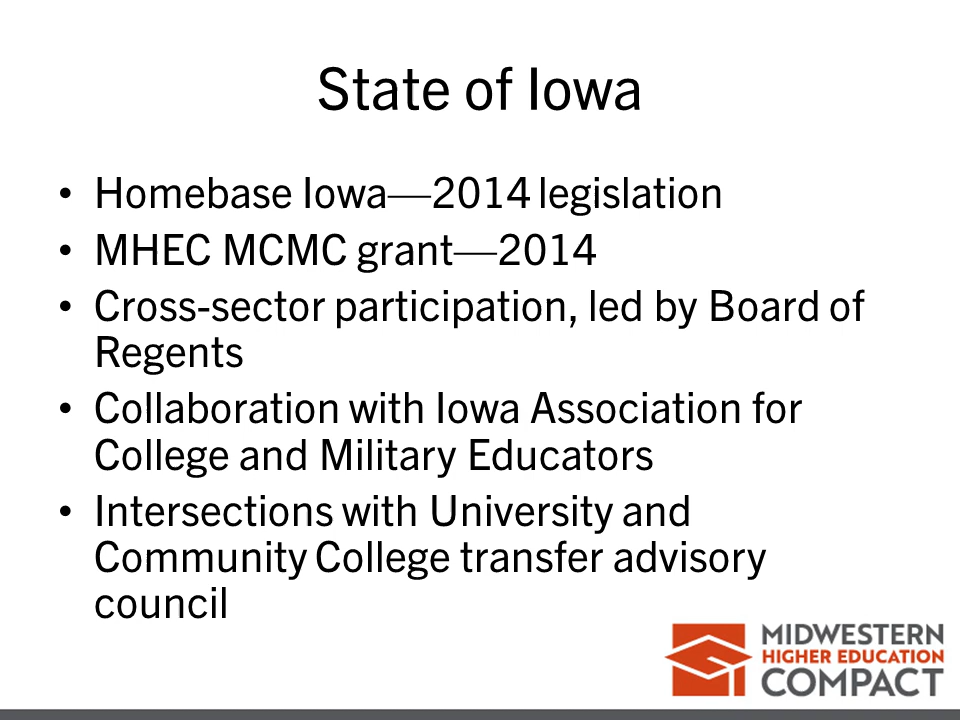 State of Iowa
• Homebase Iowa—2014 legislation
• MHEC MCMC grant—2014
• Cross-sector participation, led by Board of
Regents
• Collaboration with Iowa Association for
College and Military Educators
• Intersections with University and
Community College transfer advisory
council
MIDWESTERN
HIGHER EDUCATION
COMPACT